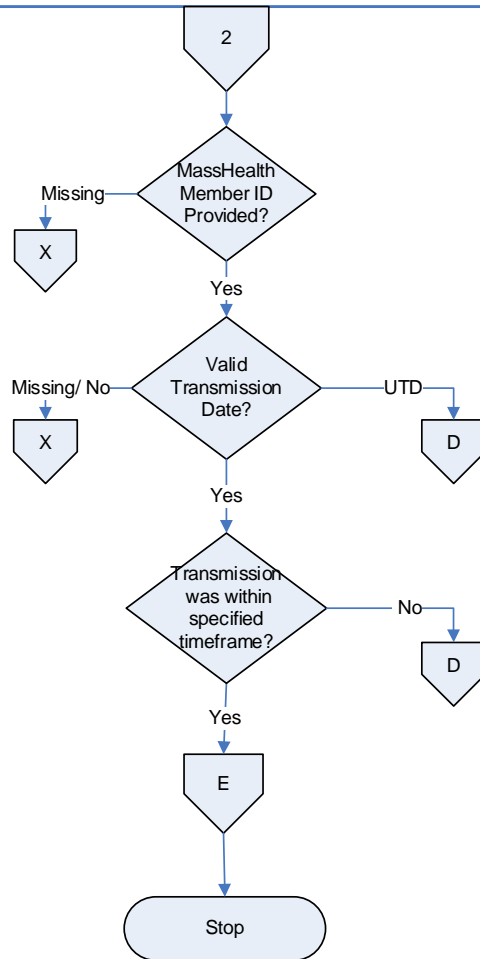 2
MassHealth
Member ID
Provided?
Missing
X
Yes
Valid
Transmission
Date?
Missing/ No
UTD
X
D
Yes
Transmission
was within
specified
timeframe?
No
D
Yes
E
Stop